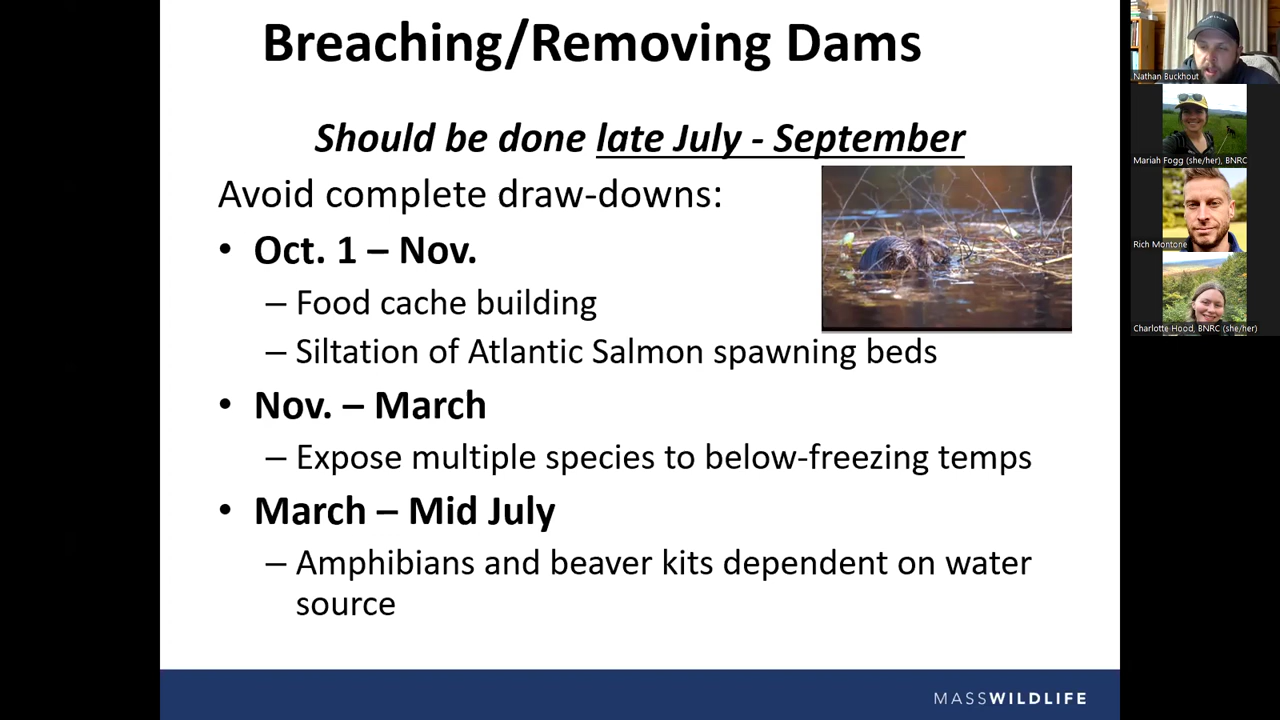 Breaching/Removing Dams
Should be done late July - September
Avoid complete draw-downs:
• Oct. 1 – Nov.
– Food cache building
– Siltation of Atlantic Salmon spawning beds
• Nov. – March
– Expose multiple species to below-freezing temps
• March – Mid July
– Amphibians and beaver kits dependent on water
source
MASSWILDLIFE
Nathan Buckhout
Mariah Fogg (she/her), BNRC
Rich Montone
Charlotte Hood, BNRC (she/her)